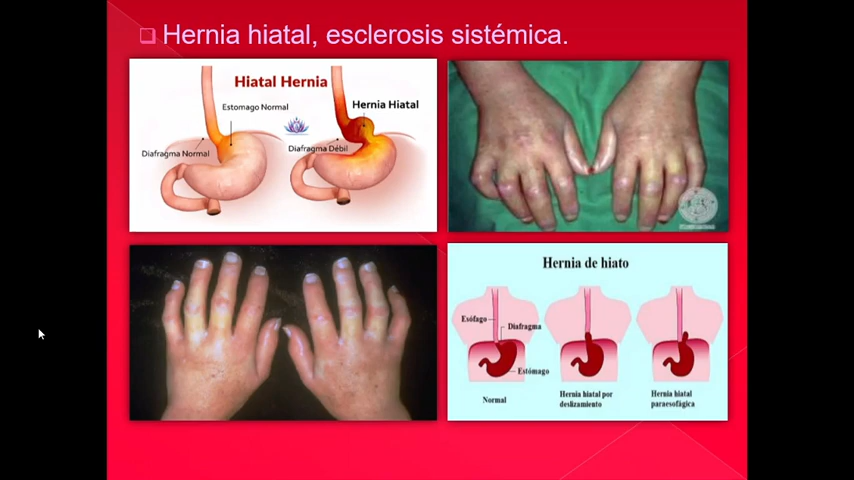 Hernia hiatal, esclerosis sistémica.
Hiatal Hernia
Estomago Normal
Hernia Hiatal
Diafragma Normal
Diafragma Débil
Hernia de hiato
Esófago
Diafragma
Estómago
Normal
Hernia hiatal por
deslizamiento
Hernia hiatal
paraesofágica